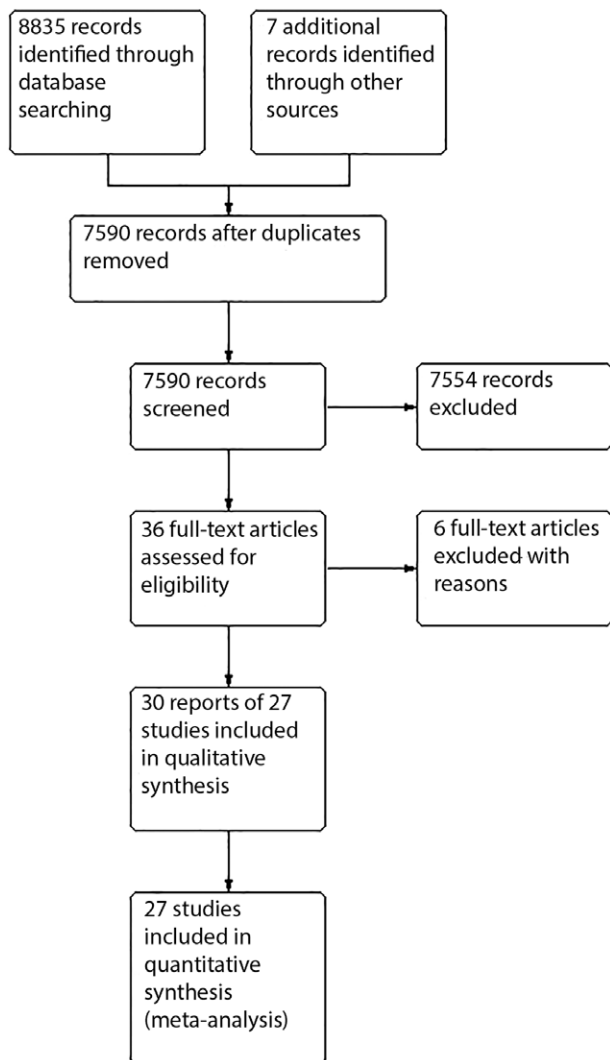 8835 records
identified through
database
searching
7 additional
records identified
through other
sources
7590 records after duplicates
removed
7590 records
screened
7554 records
excluded
36 full-text articles
assessed for
eligibility
6 full-text articles
excluded with
reasons
30 reports of 27
studies included
in qualitative
synthesis
27 studies
included in
quantitative
synthesis
(meta-analysis)